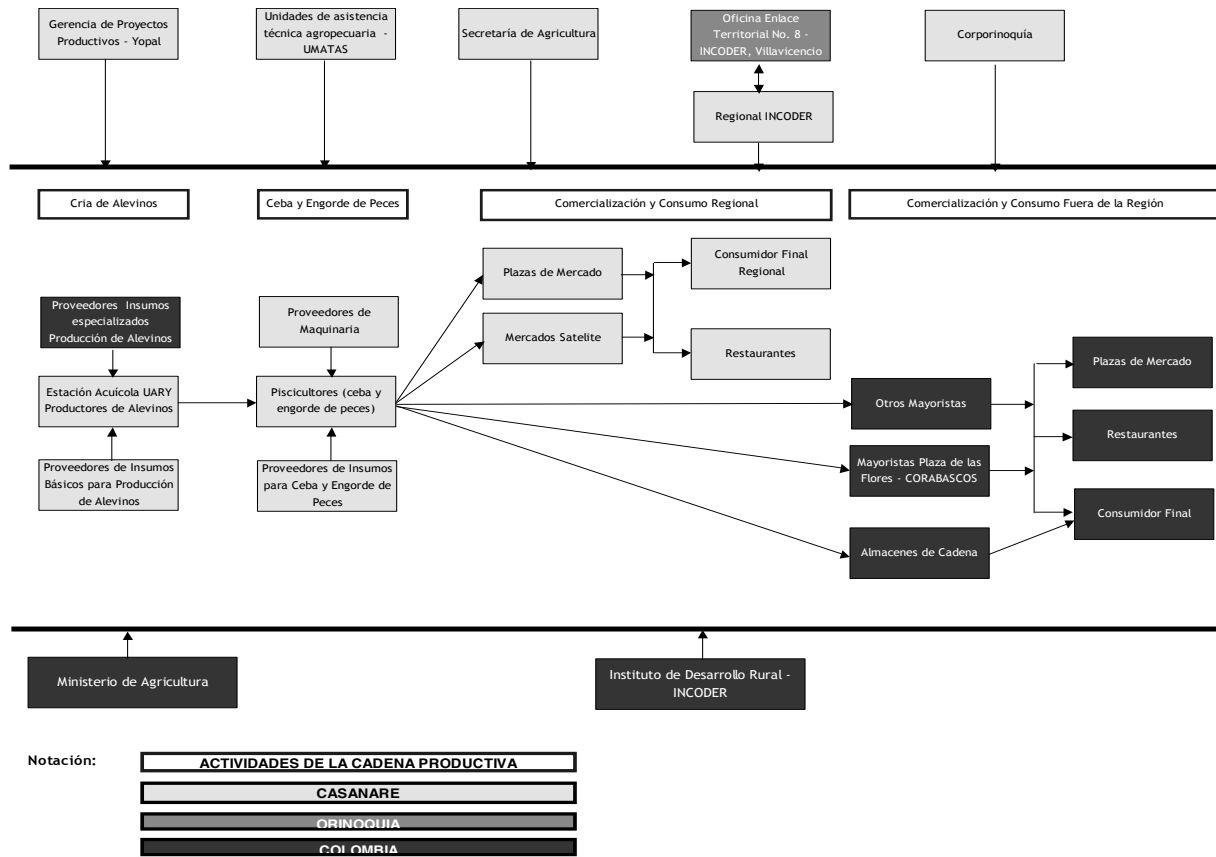 Gerencia de Proyectos
Productivos - Yopal
Unidades de asistencia
técnica agropecuaria -
UMATAS
Secretaría de Agricultura
Oficina Enlace
Territorial No. 8 -
INCODER, Villavicencio
Corporinoquía
Regional INCODER
Cria de Alevinos
Ceba y Engorde de Peces
Comercialización y Consumo Regional
Comercialización y Consumo Fuera de la Región
Plazas de Mercado
Consumidor Final
Regional
Proveedores Insumos
especializados
Producción de Alevinos
Proveedores de
Maquinaria
Mercados Satelite
Restaurantes
Plazas de Mercado
Estación Acuícola UARY
Productores de Alevinos
Piscicultores (ceba y
engorde de peces)
Otros Mayoristas
Restaurantes
Proveedores de Insumos
Básicos para Producción
de Alevinos
Proveedores de Insumos
para Ceba y Engorde de
Peces
Mayoristas Plaza de las
Flores - CORABASCOS
Consumidor Final
Almacenes de Cadena
Ministerio de Agricultura
Instituto de Desarrollo Rural -
INCODER
Notación:
ACTIVIDADES DE LA CADENA PRODUCTIVA
CASANARE
ORINOQUIA
COLOMBIA